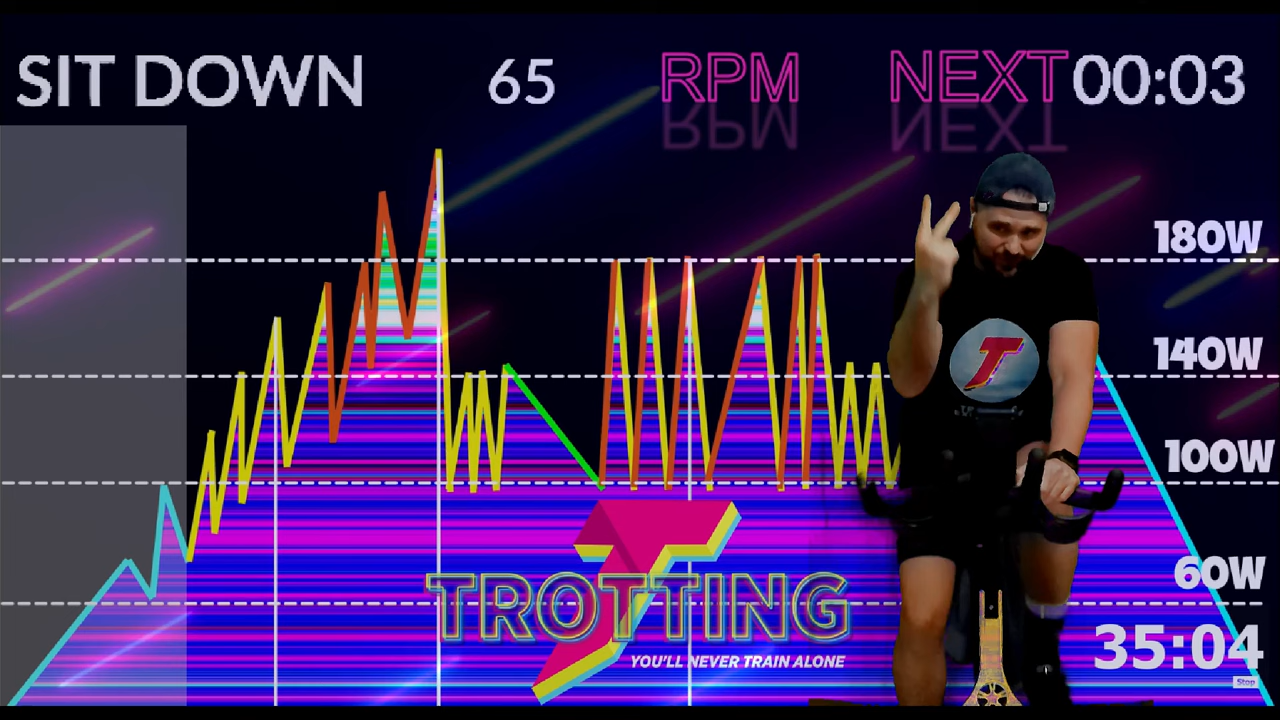 SIT DOWN 65 RPM NEXT 00:03
180W
140W
100W
60W
TROTTING
YOU'LL NEVER TRAIN ALONE
35:04
Stop